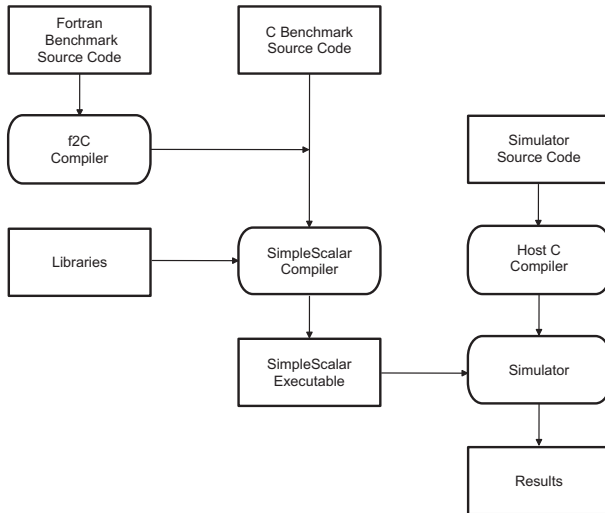 Fortran
Benchmark
Source Code
C Benchmark
Source Code
f2C
Compiler
Simulator
Source Code
Libraries
SimpleScalar
Compiler
Host C
Compiler
SimpleScalar
Executable
Simulator
Results